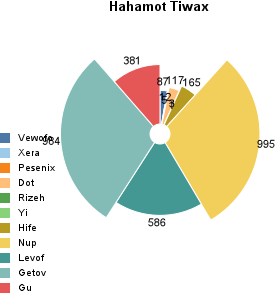 Hahamot Tiwax
381
87
117
165
984
995
586
Vewofo
Xera
Pesenix
Dot
Rizeh
Yi
Hife
Nup
Levof
Getov
Gu